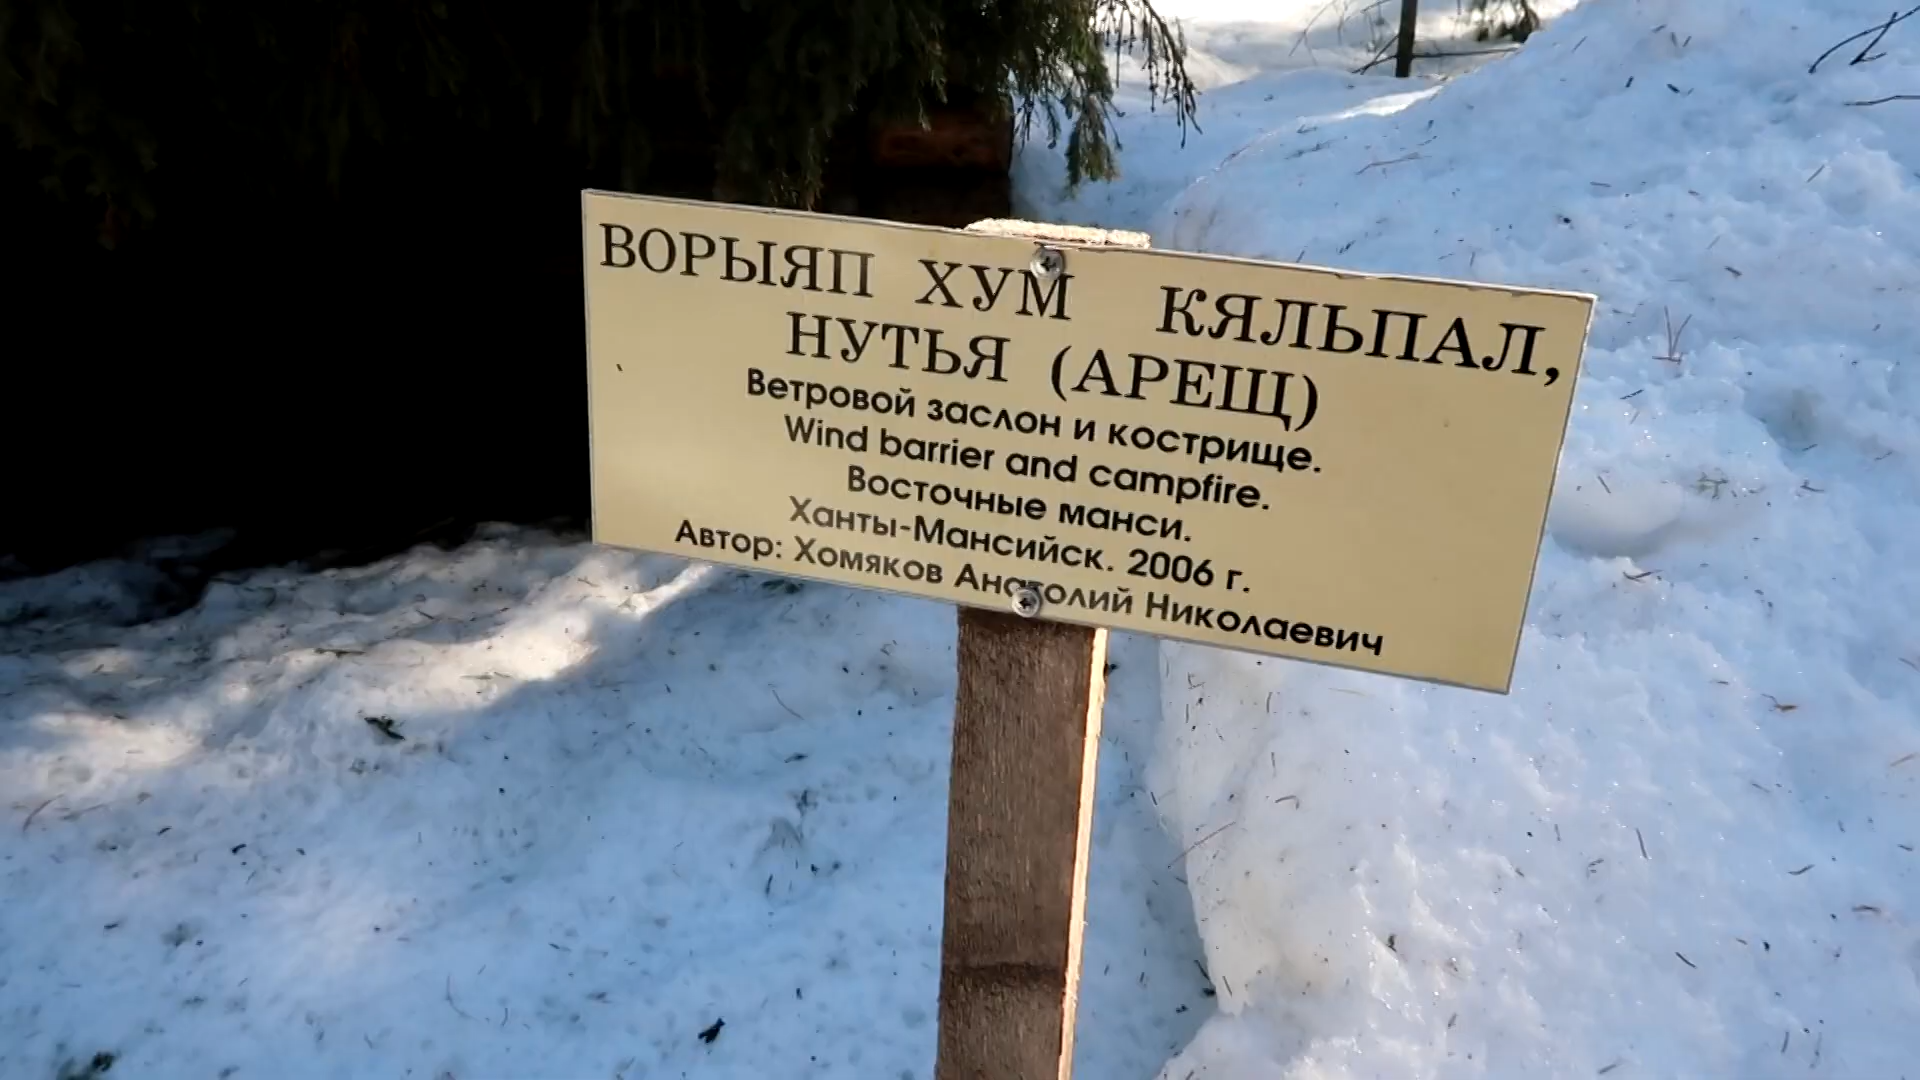 ВОРЫЯП ХУМ КЯЛЬПАЛ,
НУТЬЯ (АРЕЩ)
Ветровой заслон и кострище.
Wind barrier and campfire.
Восточные манси.
Ханты-Мансийск. 2006 г.
Автор: Хомяков Анатолий Николаевич